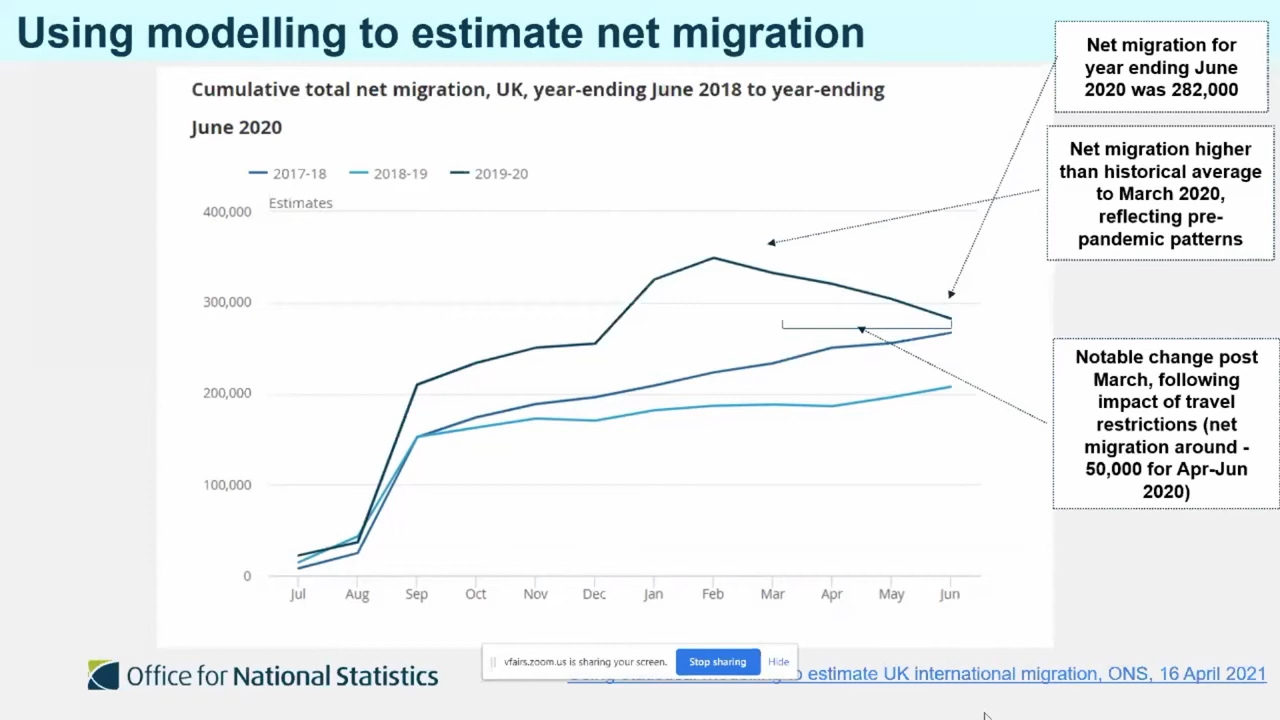 Using modelling to estimate net migration
Cumulative total net migration, UK, year-ending June 2018 to year-ending
June 2020
2017-18 2018-19 2019-20
Estimates
400,000
300,000
200,000
100,000
0
Jul Aug Sep Oct Nov Dec Jan Feb Mar Apr May Jun
Net migration for
year ending June
2020 was 282,000
Net migration higher
than historical average
to March 2020,
reflecting pre-
pandemic patterns
Notable change post
March, following
impact of travel
restrictions (net
migration around -
50,000 for Apr-Jun
2020)
Office for National Statistics
vfairs.zoom.us is sharing your screen. Stop sharing Hide
estimate UK international migration, ONS, 16 April 2021